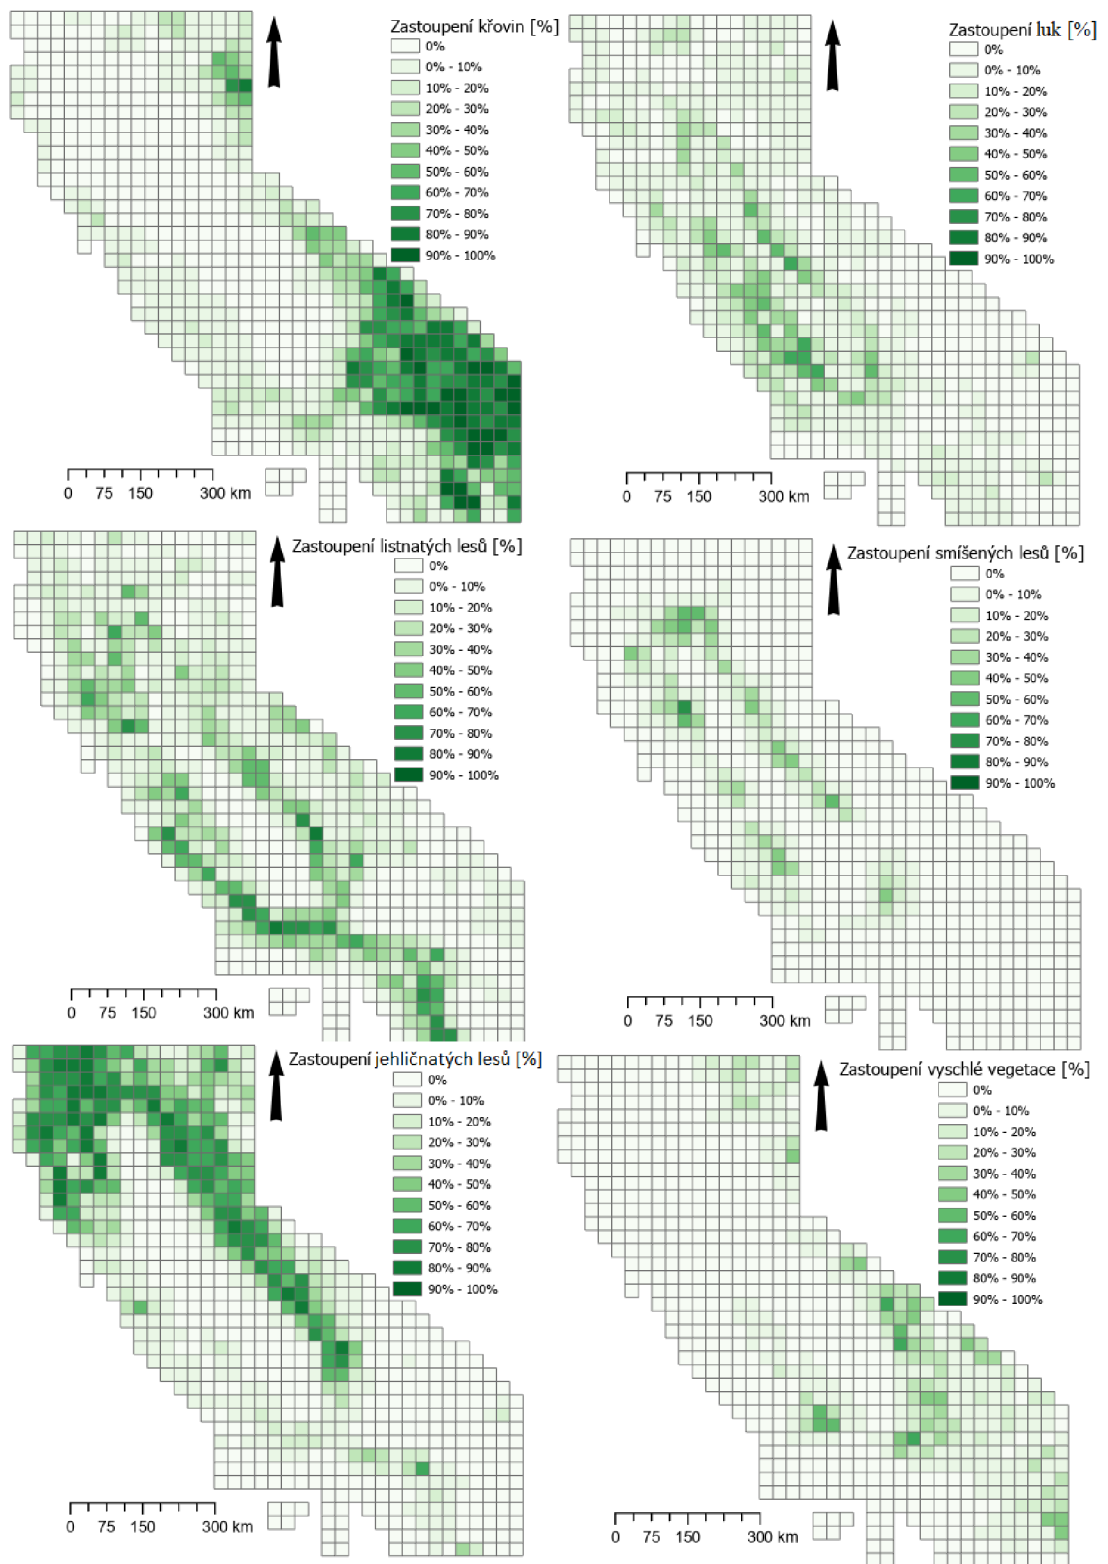 Zastoupení křovin [%]
0%
0% - 10%
10% - 20%
20% - 30%
30% - 40%
40% - 50%
50% - 60%
60% - 70%
70% - 80%
80% - 90%
90% - 100%
0 75 150 300 km
Zastoupení luk [%]
0%
0% - 10%
10% - 20%
20% - 30%
30% - 40%
40% - 50%
50% - 60%
60% - 70%
70% - 80%
80% - 90%
90% - 100%
0 75 150 300 km
Zastoupení listnatých lesů [%]
0%
0% - 10%
10% - 20%
20% - 30%
30% - 40%
40% - 50%
50% - 60%
60% - 70%
70% - 80%
80% - 90%
90% - 100%
0 75 150 300 km
Zastoupení smíšených lesů [%]
0%
0% - 10%
10% - 20%
20% - 30%
30% - 40%
40% - 50%
50% - 60%
60% - 70%
70% - 80%
80% - 90%
90% - 100%
0 75 150 300 km
Zastoupení jehličnatých lesů [%]
0%
0% - 10%
10% - 20%
20% - 30%
30% - 40%
40% - 50%
50% - 60%
60% - 70%
70% - 80%
80% - 90%
90% - 100%
0 75 150 300 km
Zastoupení vyschlé vegetace [%]
0%
0% - 10%
10% - 20%
20% - 30%
30% - 40%
40% - 50%
50% - 60%
60% - 70%
70% - 80%
80% - 90%
90% - 100%
0 75 150 300 km